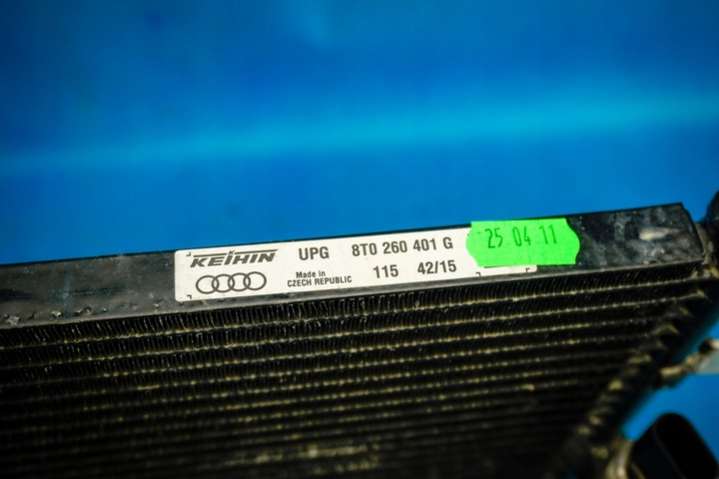 KEIHIN UPG 8T0 260 401 G
Made in
CZECH REPUBLIC 115 42/15
25 04 11